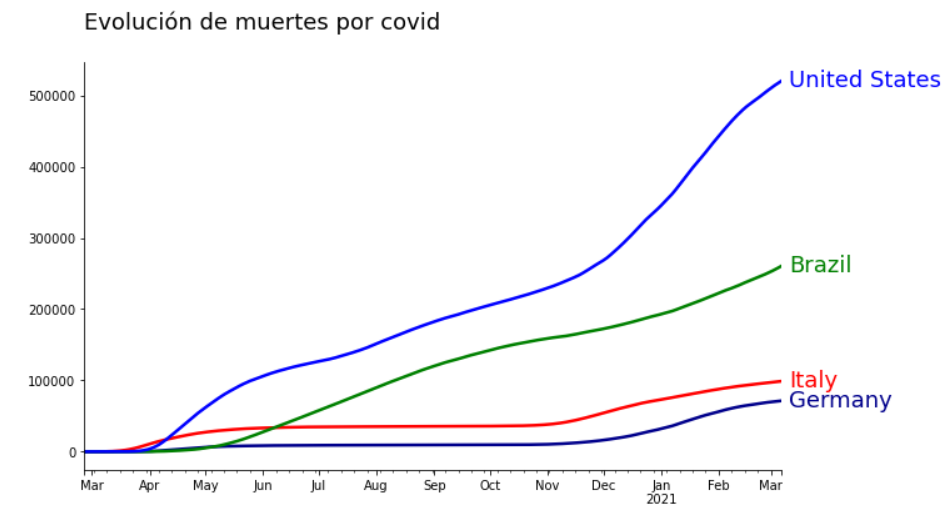 Evolución de muertes por covid
500000
400000
300000
200000
100000
0
United States
Brazil
Italy
Germany
Mar Apr May Jun Jul Aug Sep Oct Nov Dec Jan Feb Mar
2021